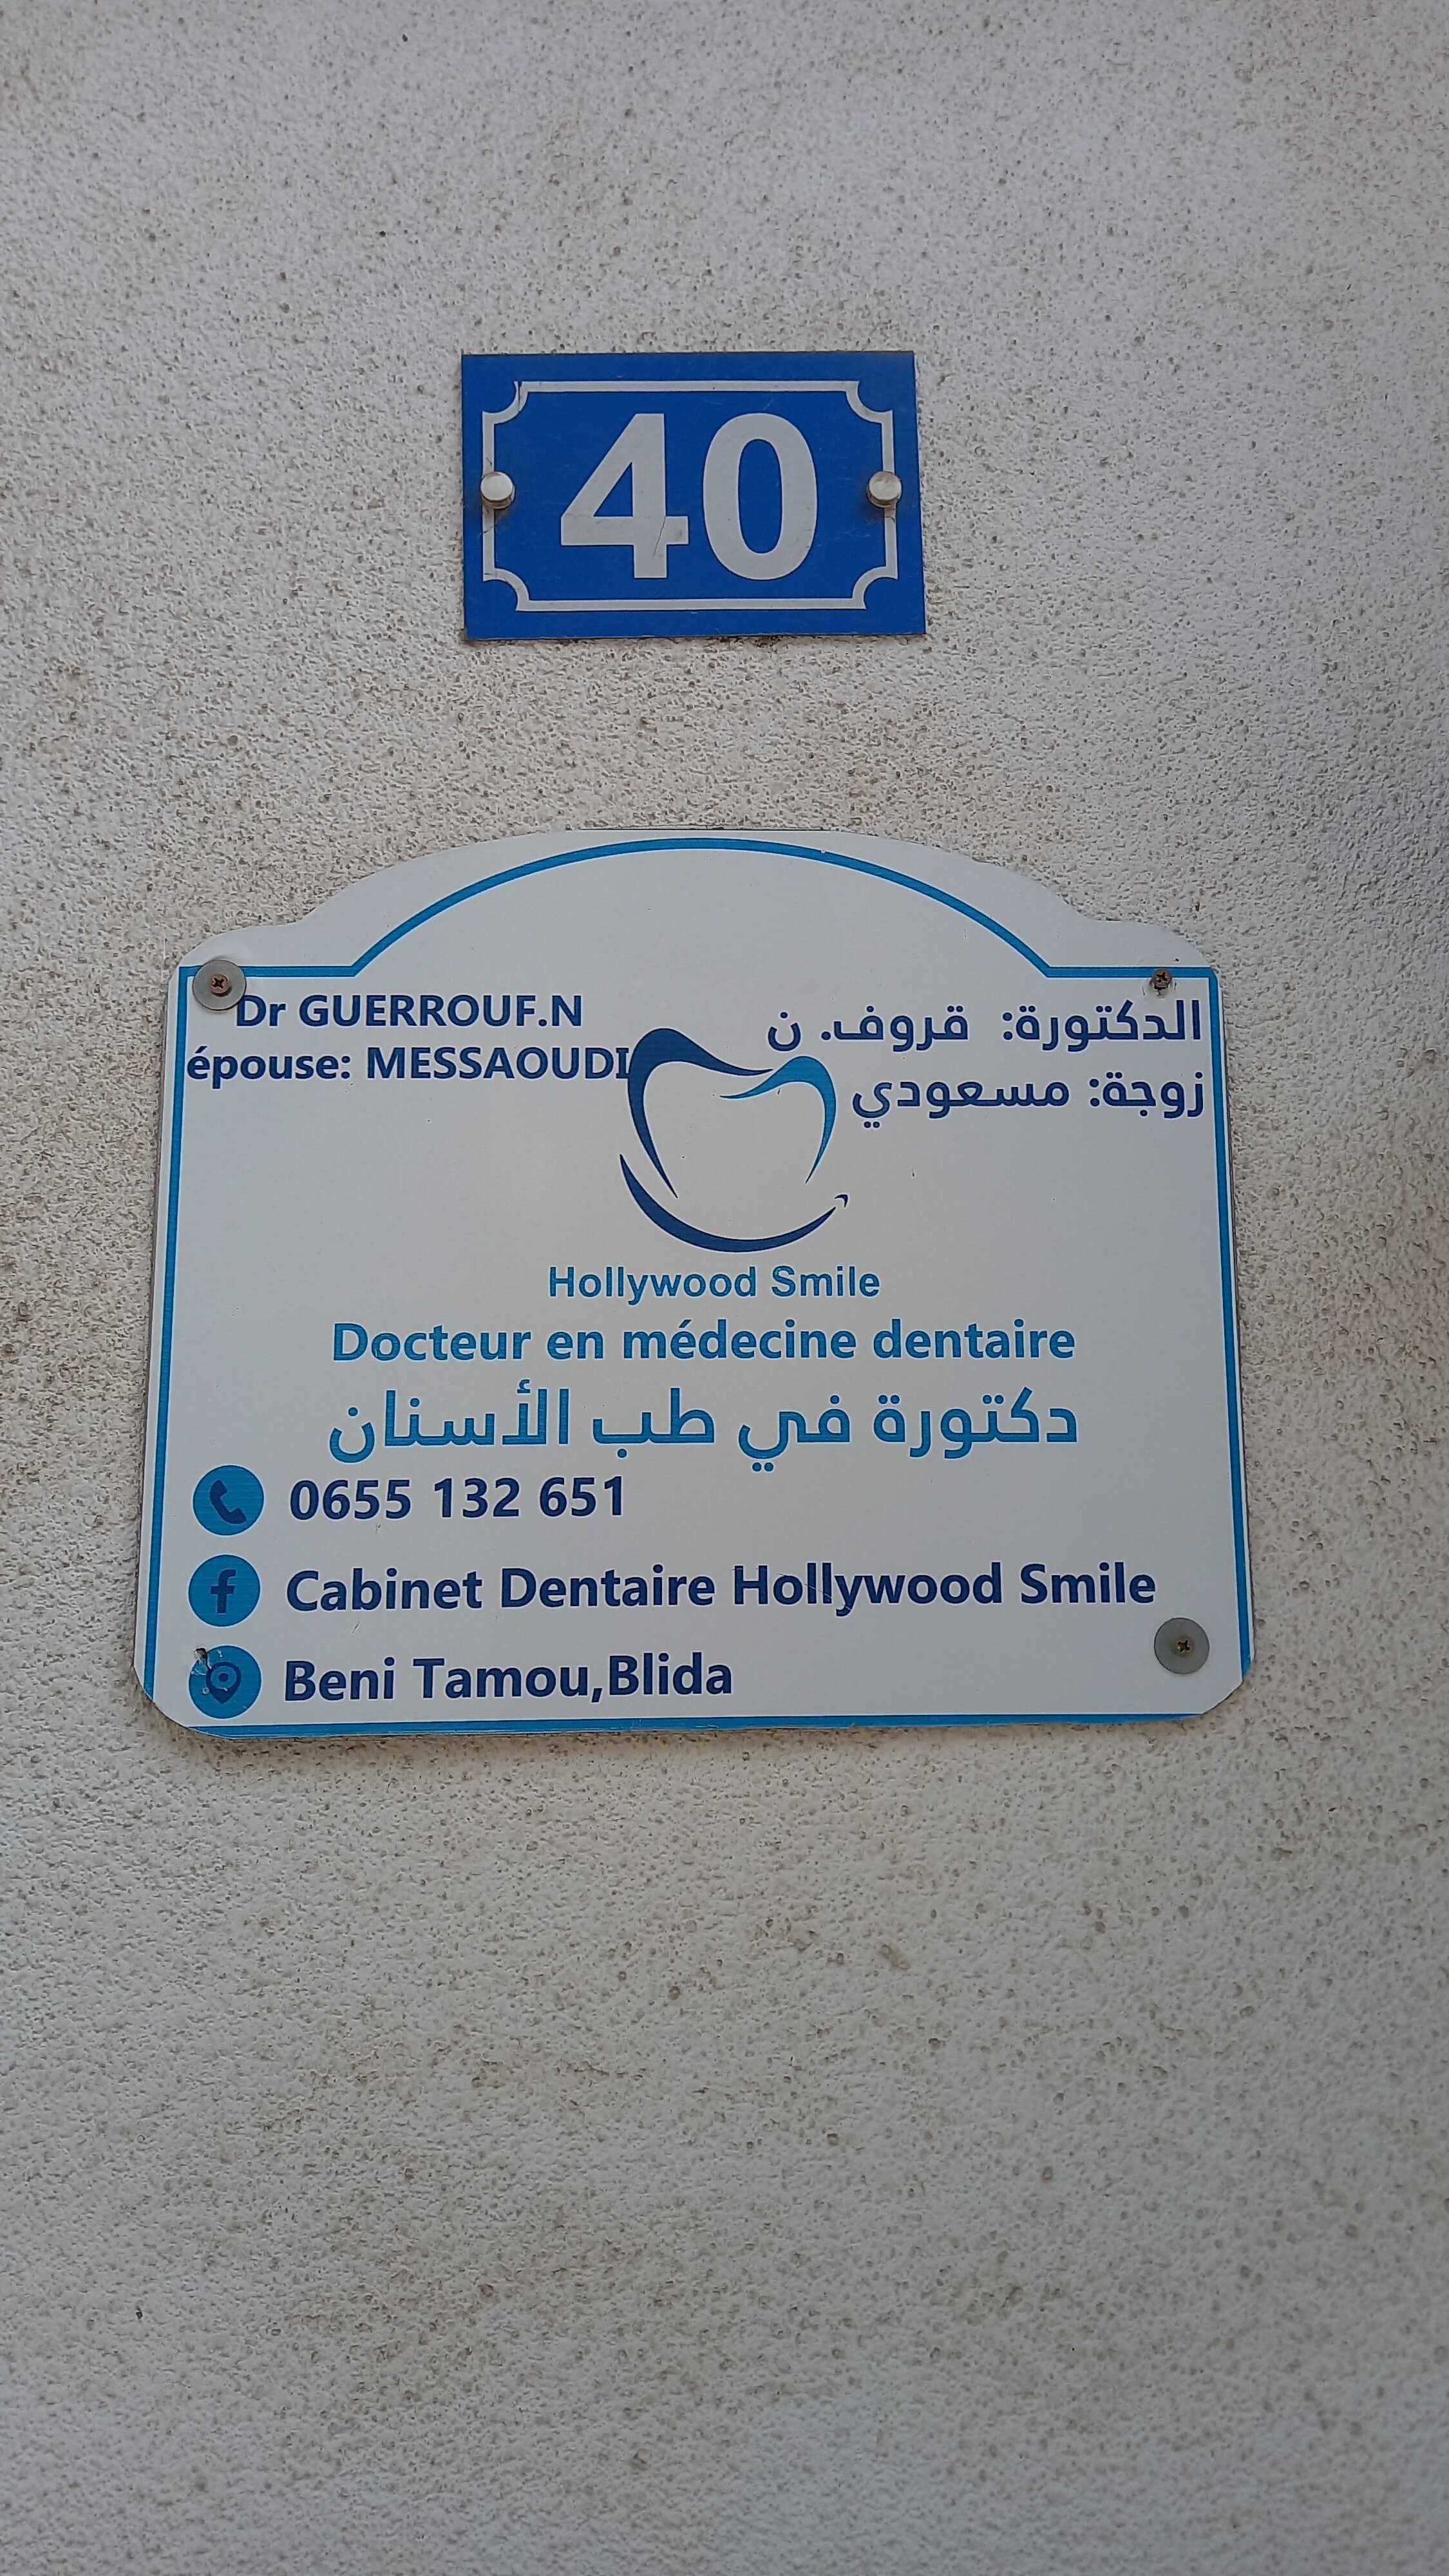 40
Dr GUERROUF.N
épouse: MESSAOUDI
الدكتورة: قروف. ن
زوجة: مسعودي
Hollywood Smile
Docteur en médecine dentaire
دكتورة في طب الأسنان
0655 132 651
Cabinet Dentaire Hollywood Smile
Beni Tamou,Blida